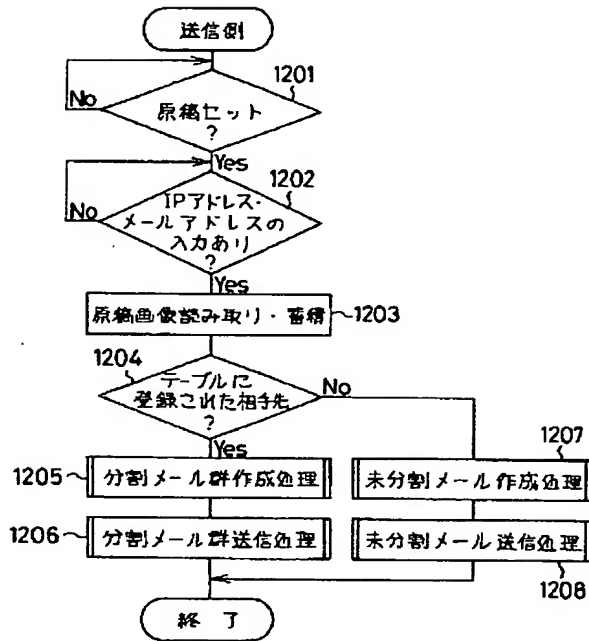 送信側
1201
No
原稿セット
?
Yes
1202
IPアドレス・
No
メールアドレスの
入力あり
?
Yes
原稿画像読み取り・蓄積
1203
1204
テーブルに
No
登録された相手先
?
Yes
1207
1205
分割メール群作成処理
未分割メール作成処理
1206
分割メール群送信処理
未分割メール送信処理
1208
終了